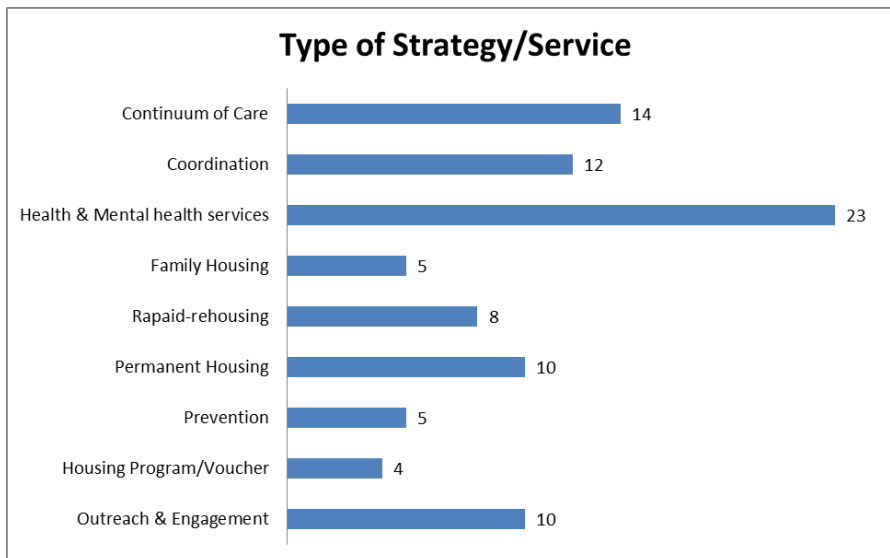 Type of Strategy/Service
Continuum of Care 14
Coordination 12
Health & Mental health services 23
Family Housing 5
Rapaid-rehousing 8
Permanent Housing 10
Prevention 5
Housing Program/Voucher 4
Outreach & Engagement 10